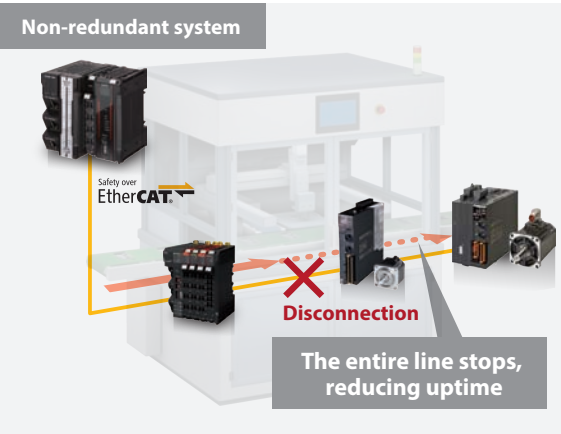 Non-redundant system
Safety over
EtherCAT®
Disconnection
The entire line stops,
reducing uptime